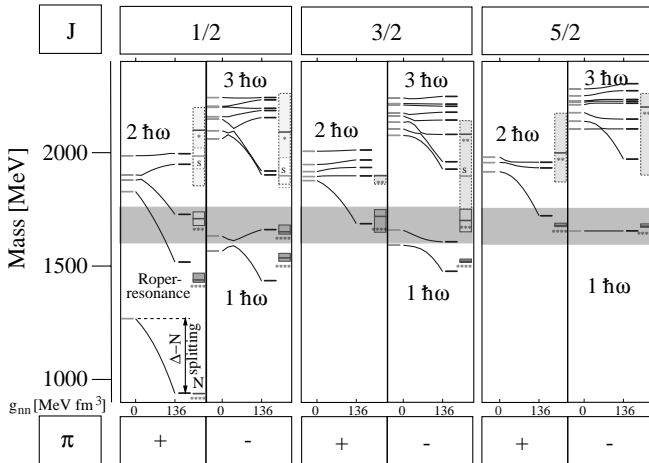 J 1/2 3/2 5/2
3 ħω 3 ħω 3 ħω
2 ħω 2 ħω 2 ħω
* *
s s s
** ** **
2000
Mass [MeV]
*** **** *** *** **** ****
1500
Roper-
resonance
**** **** ****
1 ħω 1 ħω 1 ħω
Δ−N
splitting
N
****
1000
g_nn [MeV fm³] 0 136 0 136 0 136 0 136 0 136 0 136
π + - + - + -